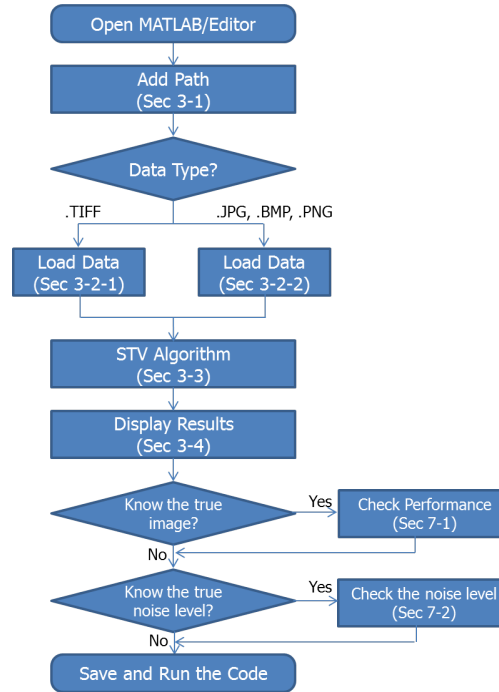 Open MATLAB/Editor
Add Path
(Sec 3-1)
Data Type?
.TIFF
.JPG, .BMP, .PNG
Load Data
(Sec 3-2-1)
Load Data
(Sec 3-2-2)
STV Algorithm
(Sec 3-3)
Display Results
(Sec 3-4)
Know the true
image?
Yes
Check Performance
(Sec 7-1)
No
Know the true
noise level?
Yes
Check the noise level
(Sec 7-2)
No
Save and Run the Code